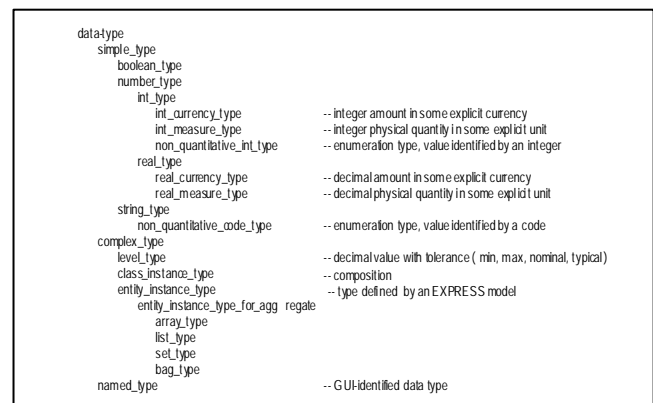 data-type
simple_type
boolean_type
number_type
int_type
int_currency_type -- integer amount in some explicit currency
int_measure_type -- integer physical quantity in some explicit unit
non_quantitative_int_type -- enumeration type, value identified by an integer
real_type
real_currency_type -- decimal amount in some explicit currency
real_measure_type -- decimal physical quantity in some explicit unit
string_type
non_quantitative_code_type -- enumeration type, value identified by a code
complex_type
level_type -- decimal value with tolerance ( min, max, nominal, typical)
class_instance_type -- composition
entity_instance_type -- type defined by an EXPRESS model
entity_instance_type_for_agg regate
array_type
list_type
set_type
bag_type
named_type -- GUI-identified data type